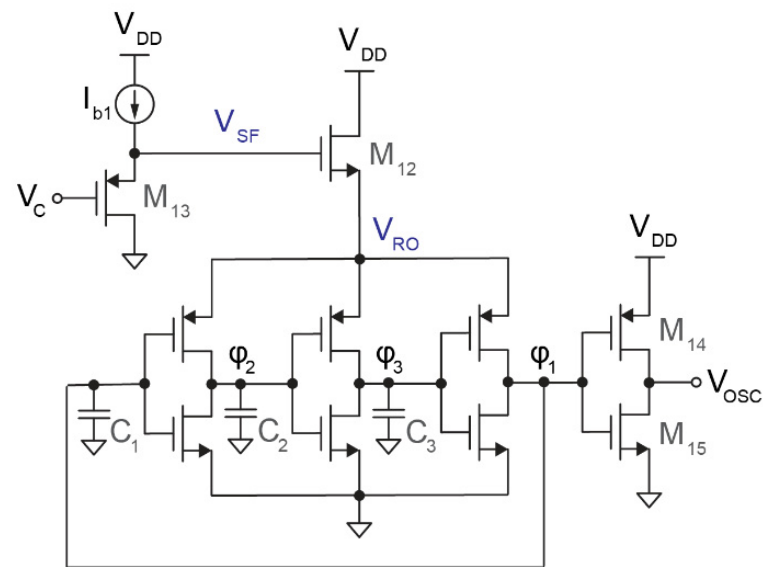 V_DD
V_DD
I_b1
V_SF
M_12
V_C
M_13
V_RO
V_DD
φ_2
φ_3
φ_1
M_14
V_OSC
C_1
C_2
C_3
M_15